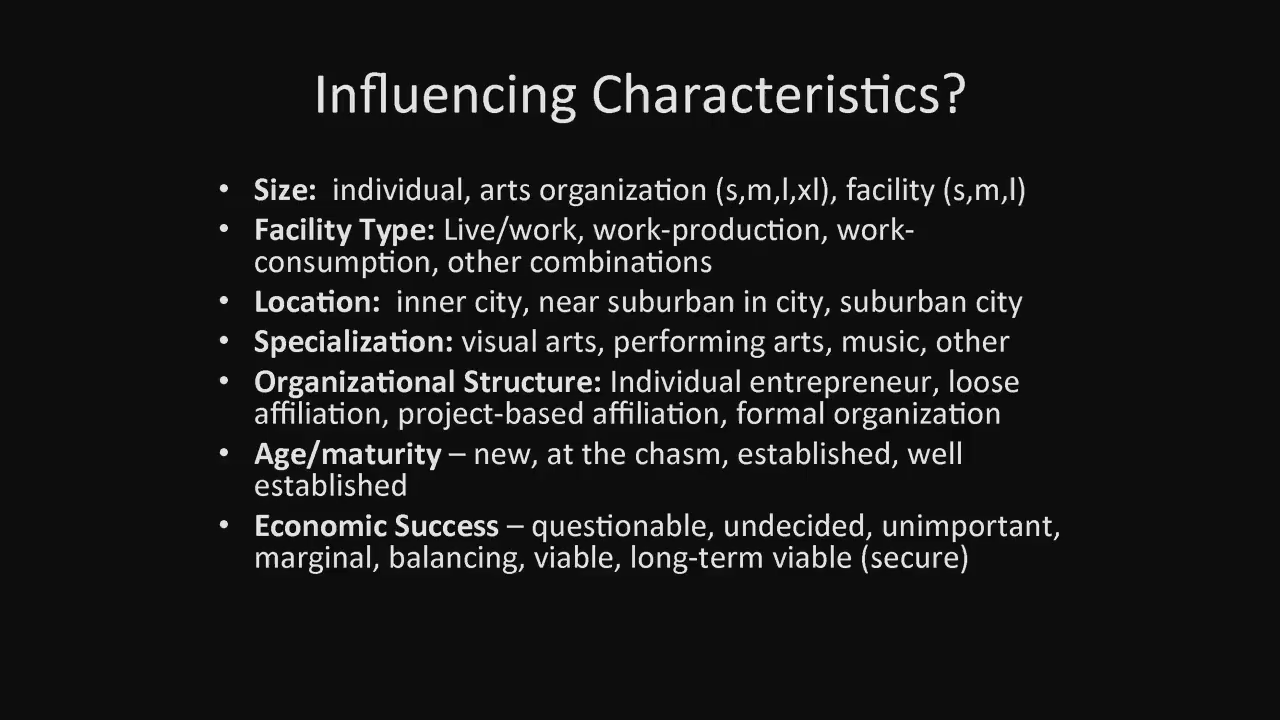 Influencing Characteristics?
• Size:  individual, arts organization (s,m,l,xl), facility (s,m,l)
• Facility Type: Live/work, work-production, work-
consumption, other combinations
• Location:  inner city, near suburban in city, suburban city
• Specialization: visual arts, performing arts, music, other
• Organizational Structure: Individual entrepreneur, loose
affiliation, project-based affiliation, formal organization
• Age/maturity – new, at the chasm, established, well
established
• Economic Success – questionable, undecided, unimportant,
marginal, balancing, viable, long-term viable (secure)